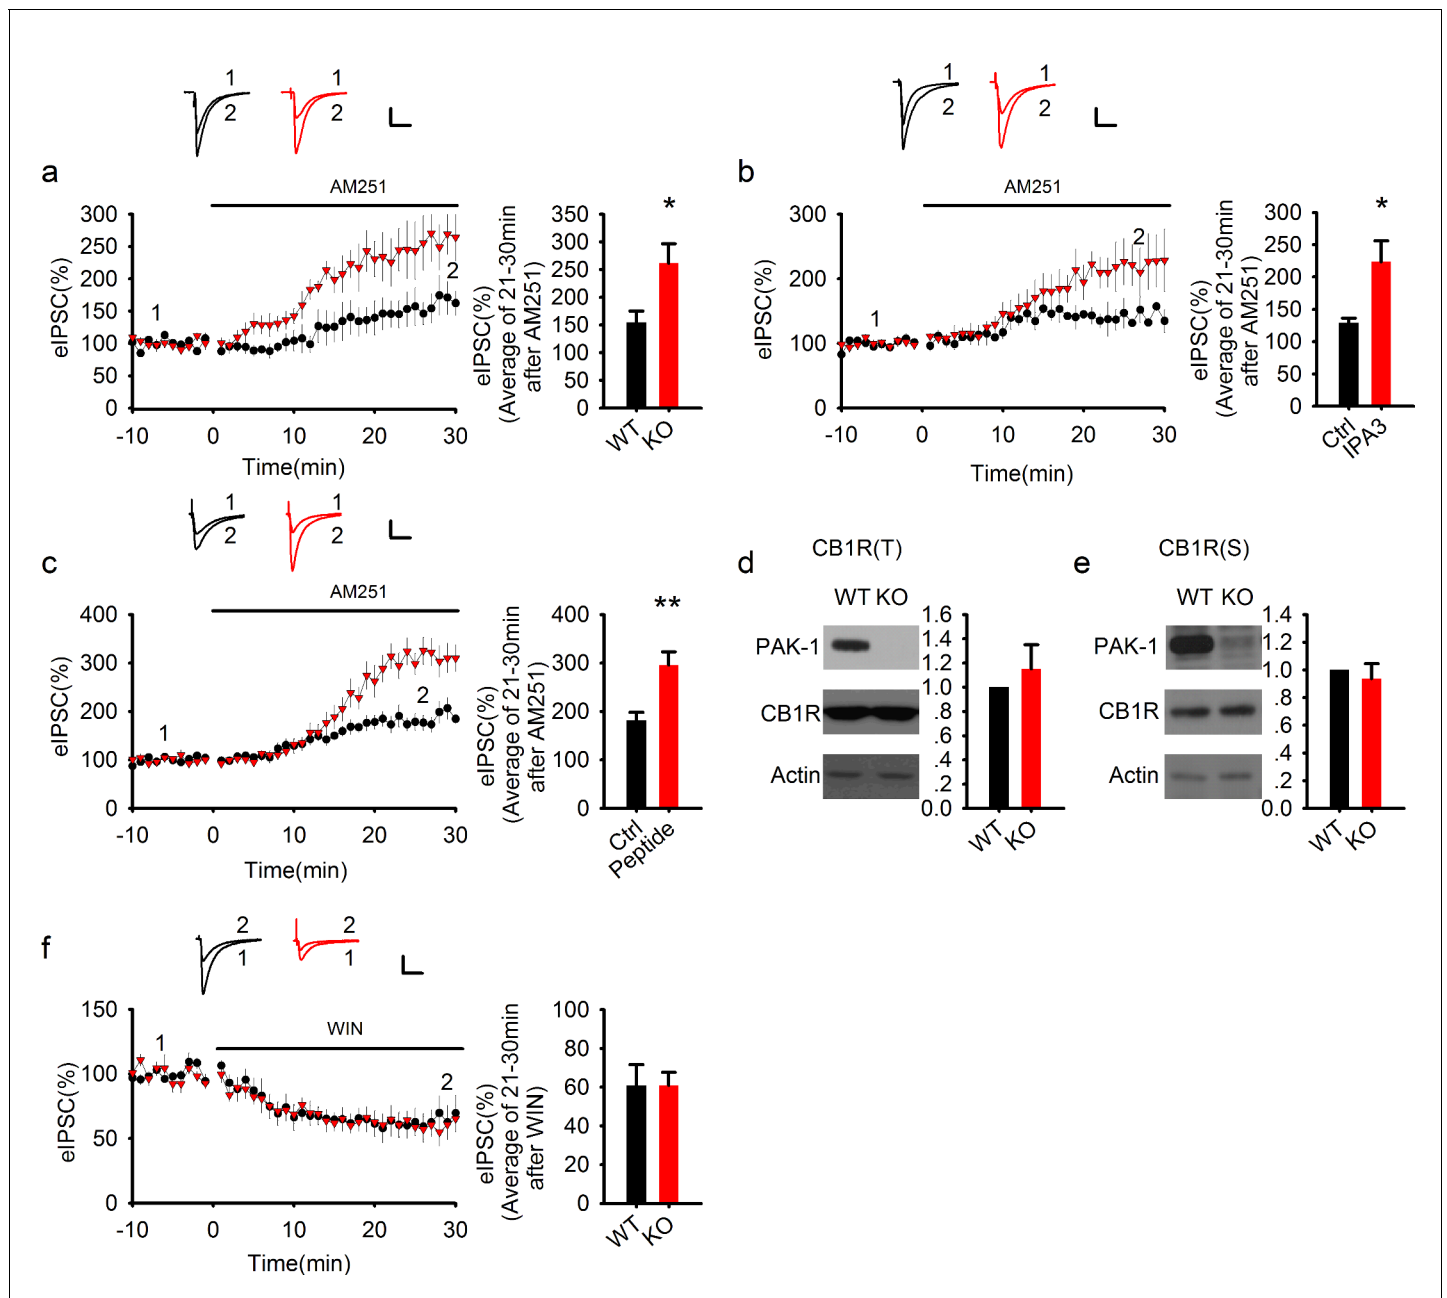 1
2
1
2
a
AM251
eIPSC(%)
300
250
200
150
100
50
0
1
2
-10
0
10
20
30
Time(min)
eIPSC(%)
(Average of 21-30min
after AM251)
350
300
250
200
150
100
50
0
*
WT
KO
1
2
1
2
b
AM251
eIPSC(%)
300
200
100
0
1
2
-10
0
10
20
30
Time(min)
eIPSC(%)
(Average of 21-30min
after AM251)
300
250
200
150
100
50
0
*
Ctrl
IPA3
1
2
1
2
c
AM251
eIPSC(%)
400
300
200
100
0
1
2
-10
0
10
20
30
Time(min)
eIPSC(%)
(Average of 21-30min
after AM251)
400
300
200
100
0
**
Ctrl
Peptide
d
CB1R(T)
WT KO
PAK-1
CB1R
Actin
1.6
1.4
1.2
1.0
.8
.6
.4
.2
0.0
WT
KO
e
CB1R(S)
WT KO
PAK-1
CB1R
Actin
1.4
1.2
1.0
.8
.6
.4
.2
0.0
WT
KO
f
2
1
2
1
WIN
eIPSC(%)
150
100
50
0
1
2
-10
0
10
20
30
Time(min)
eIPSC(%)
(Average of 21-30min
after WIN)
100
80
60
40
20
0
WT
KO